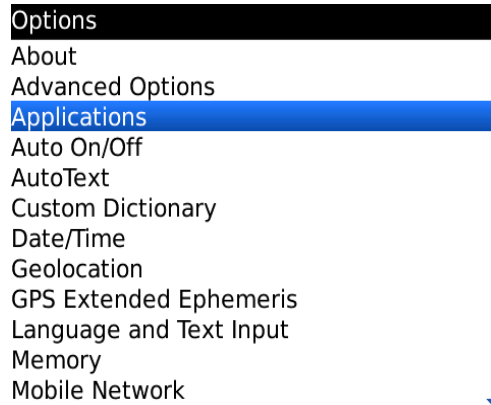 Options
About
Advanced Options
Applications
Auto On/Off
AutoText
Custom Dictionary
Date/Time
Geolocation
GPS Extended Ephemeris
Language and Text Input
Memory
Mobile Network